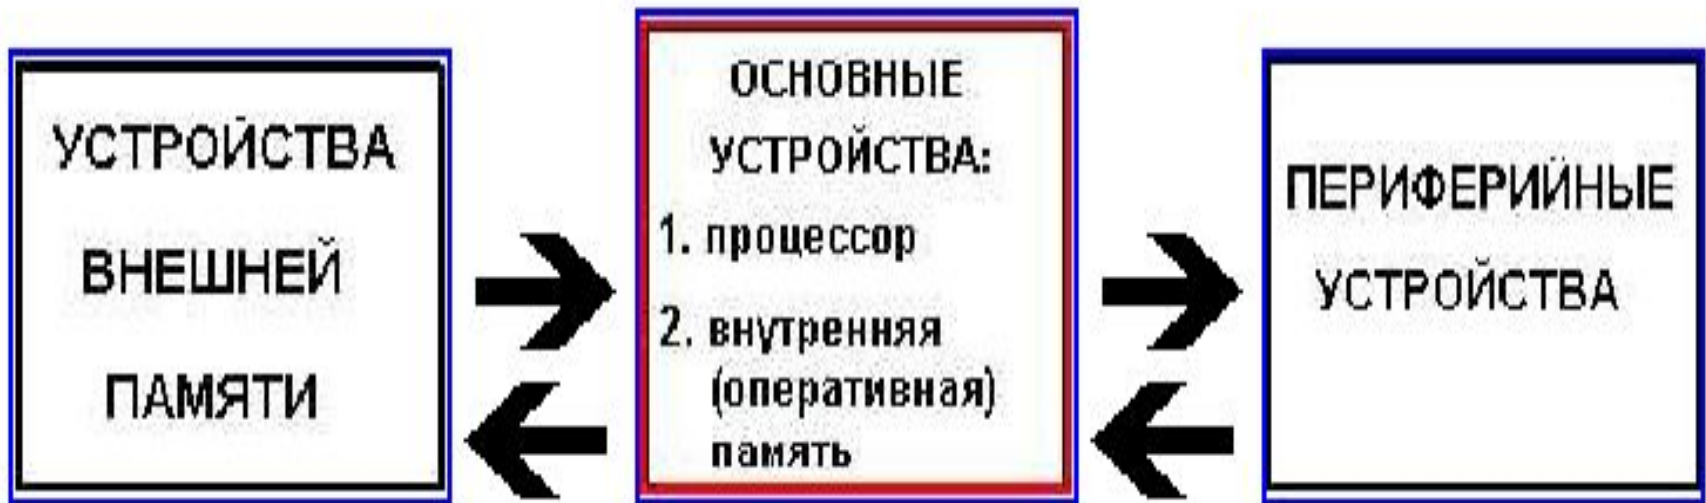 УСТРОЙСТВА
ВНЕШНЕЙ
ПАМЯТИ
ОСНОВНЫЕ
УСТРОЙСТВА:
1. процессор
2. внутренняя
(оперативная)
память
ПЕРИФЕРИЙНЫЕ
УСТРОЙСТВА